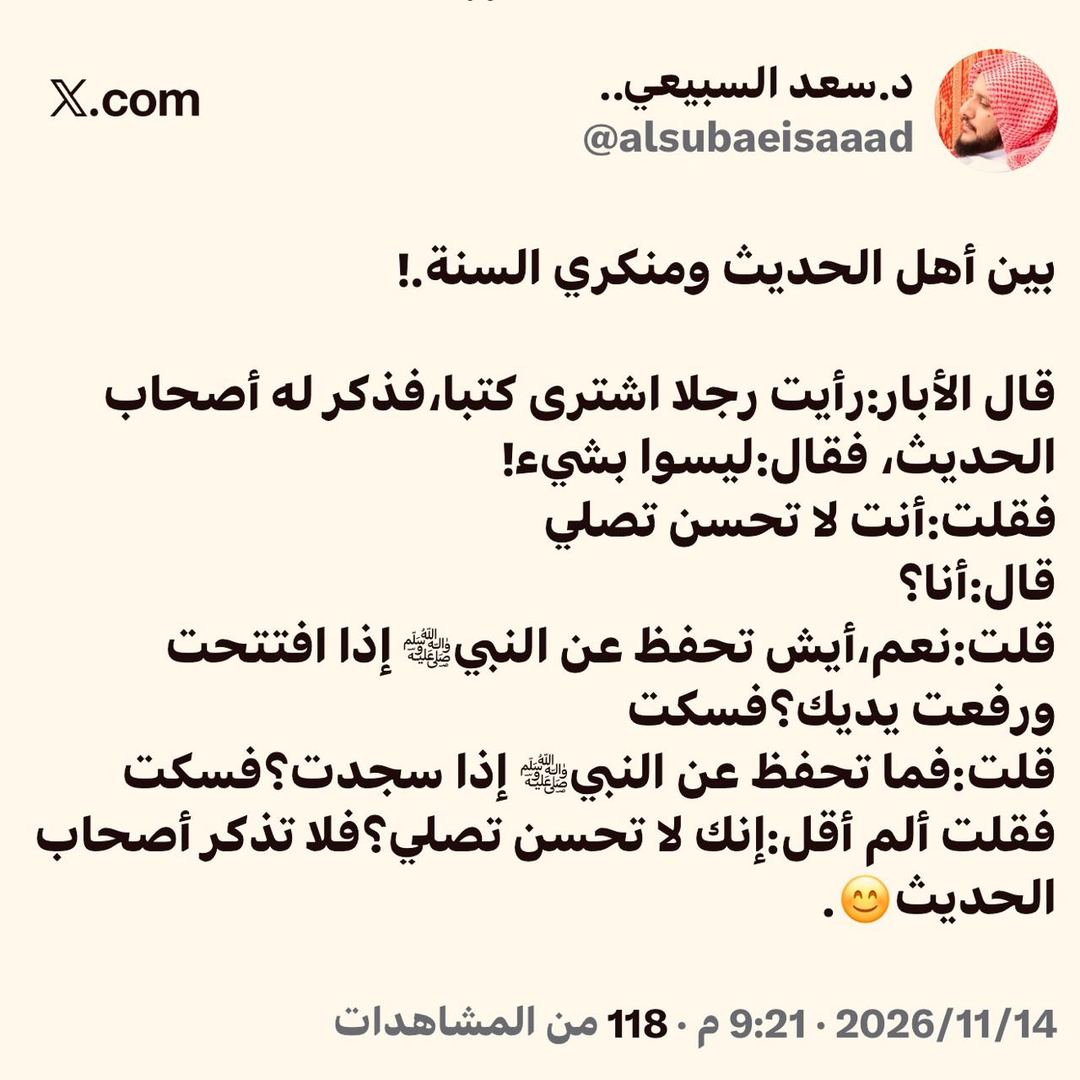 د.سعد السبيعي..
@alsubaeisaaad
X.com
بين أهل الحديث ومنكري السنة.!
قال الأبار:رأيت رجلا اشترى كتبا،فذكر له أصحاب
الحديث، فقال:ليسوا بشيء!
فقلت:أنت لا تحسن تصلي
قال:أنا؟
قلت:نعم،أيش تحفظ عن النبيﷺ إذا افتتحت
ورفعت يديك؟فسكت
قلت:فما تحفظ عن النبيﷺ إذا سجدت؟فسكت
فقلت ألم أقل:إنك لا تحسن تصلي؟فلا تذكر أصحاب
الحديث😊.
2026/11/14 · 9:21 م · 118 من المشاهدات